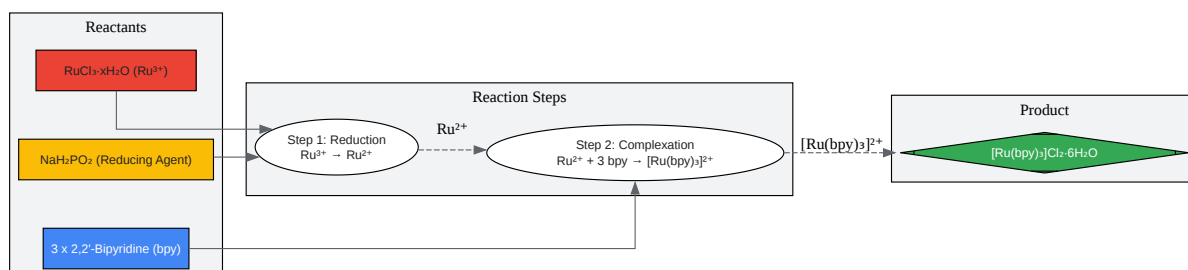 Reactants
RuCl₃·xH₂O (Ru³⁺)
NaH₂PO₂ (Reducing Agent)
3 x 2,2'-Bipyridine (bpy)
Reaction Steps
Step 1: Reduction
Ru³⁺ → Ru²⁺
Ru²⁺
Step 2: Complexation
Ru²⁺ + 3 bpy → [Ru(bpy)₃]²⁺
[Ru(bpy)₃]²⁺
Product
[Ru(bpy)₃]Cl₂·6H₂O